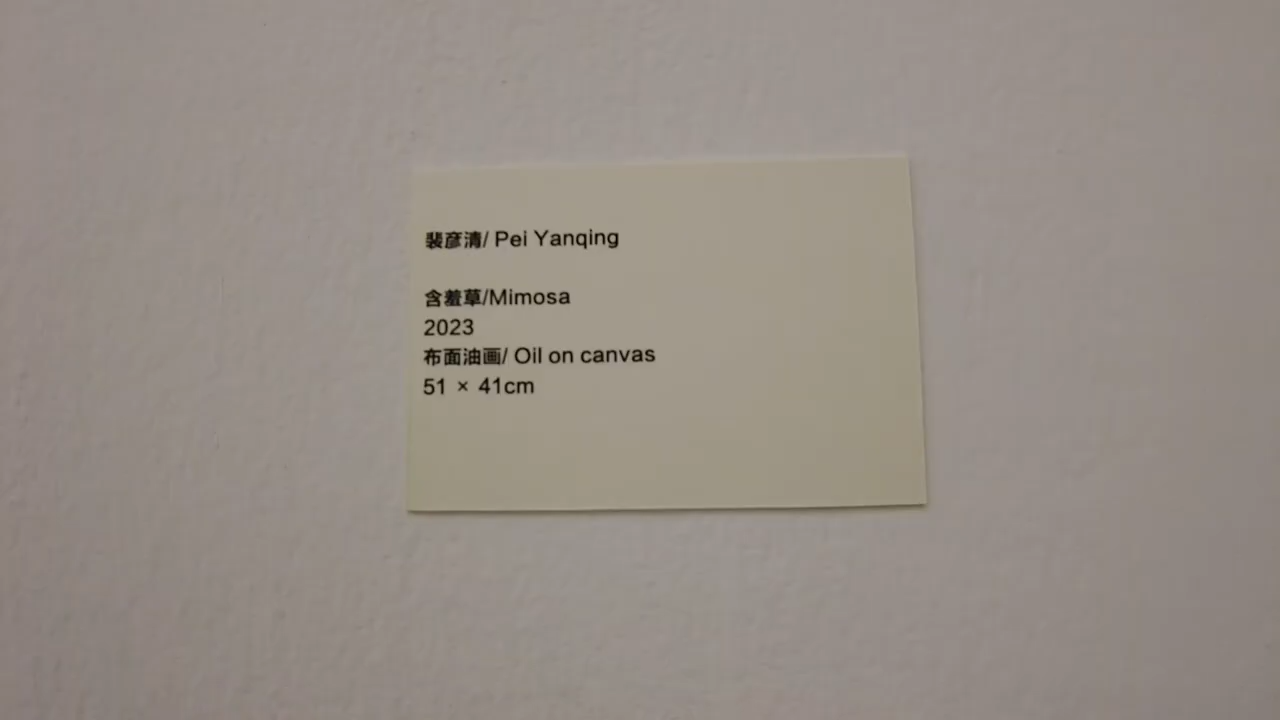 裴彦清/ Pei Yanqing
含羞草/Mimosa
2023
布面油画/ Oil on canvas
51 × 41cm